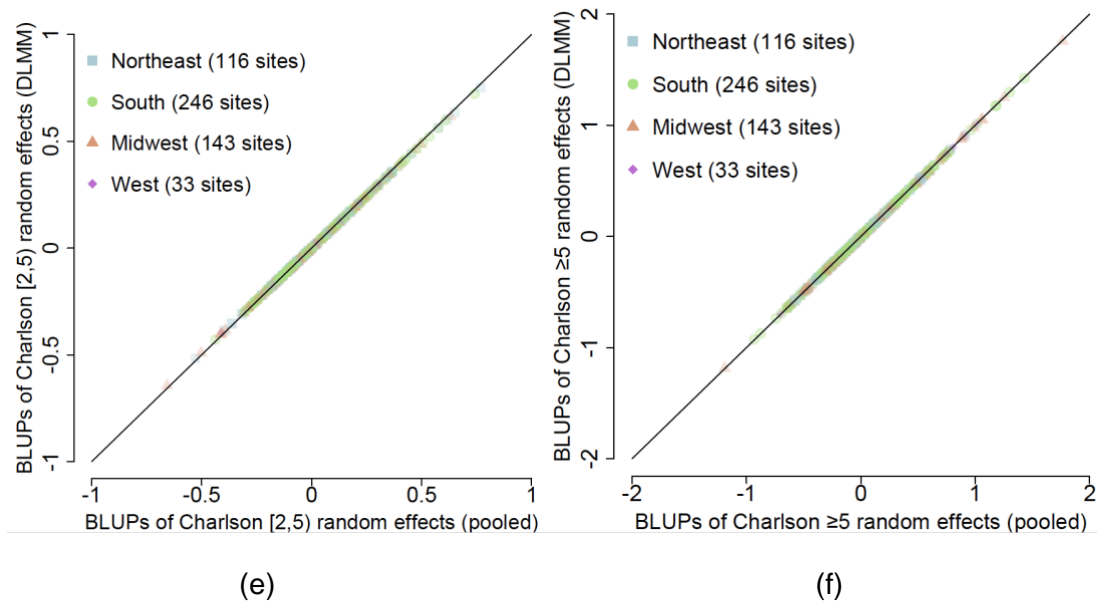 BLUPs of Charlson [2,5) random effects (DLMM)
1
0.5
0
-0.5
-1
Northeast (116 sites)
South (246 sites)
Midwest (143 sites)
West (33 sites)
-1 -0.5 0 0.5 1
BLUPs of Charlson [2,5) random effects (pooled)
(e)
BLUPs of Charlson ≥5 random effects (DLMM)
2
1
0
-1
-2
Northeast (116 sites)
South (246 sites)
Midwest (143 sites)
West (33 sites)
-2 -1 0 1 2
BLUPs of Charlson ≥5 random effects (pooled)
(f)